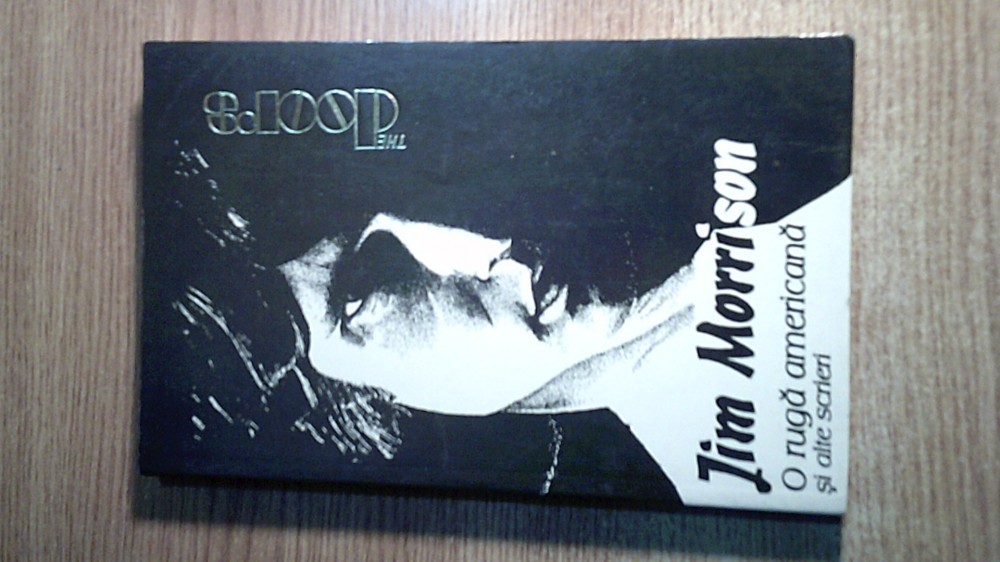 THE
doors
Jim Morrison
O rugă americană
și alte scrieri